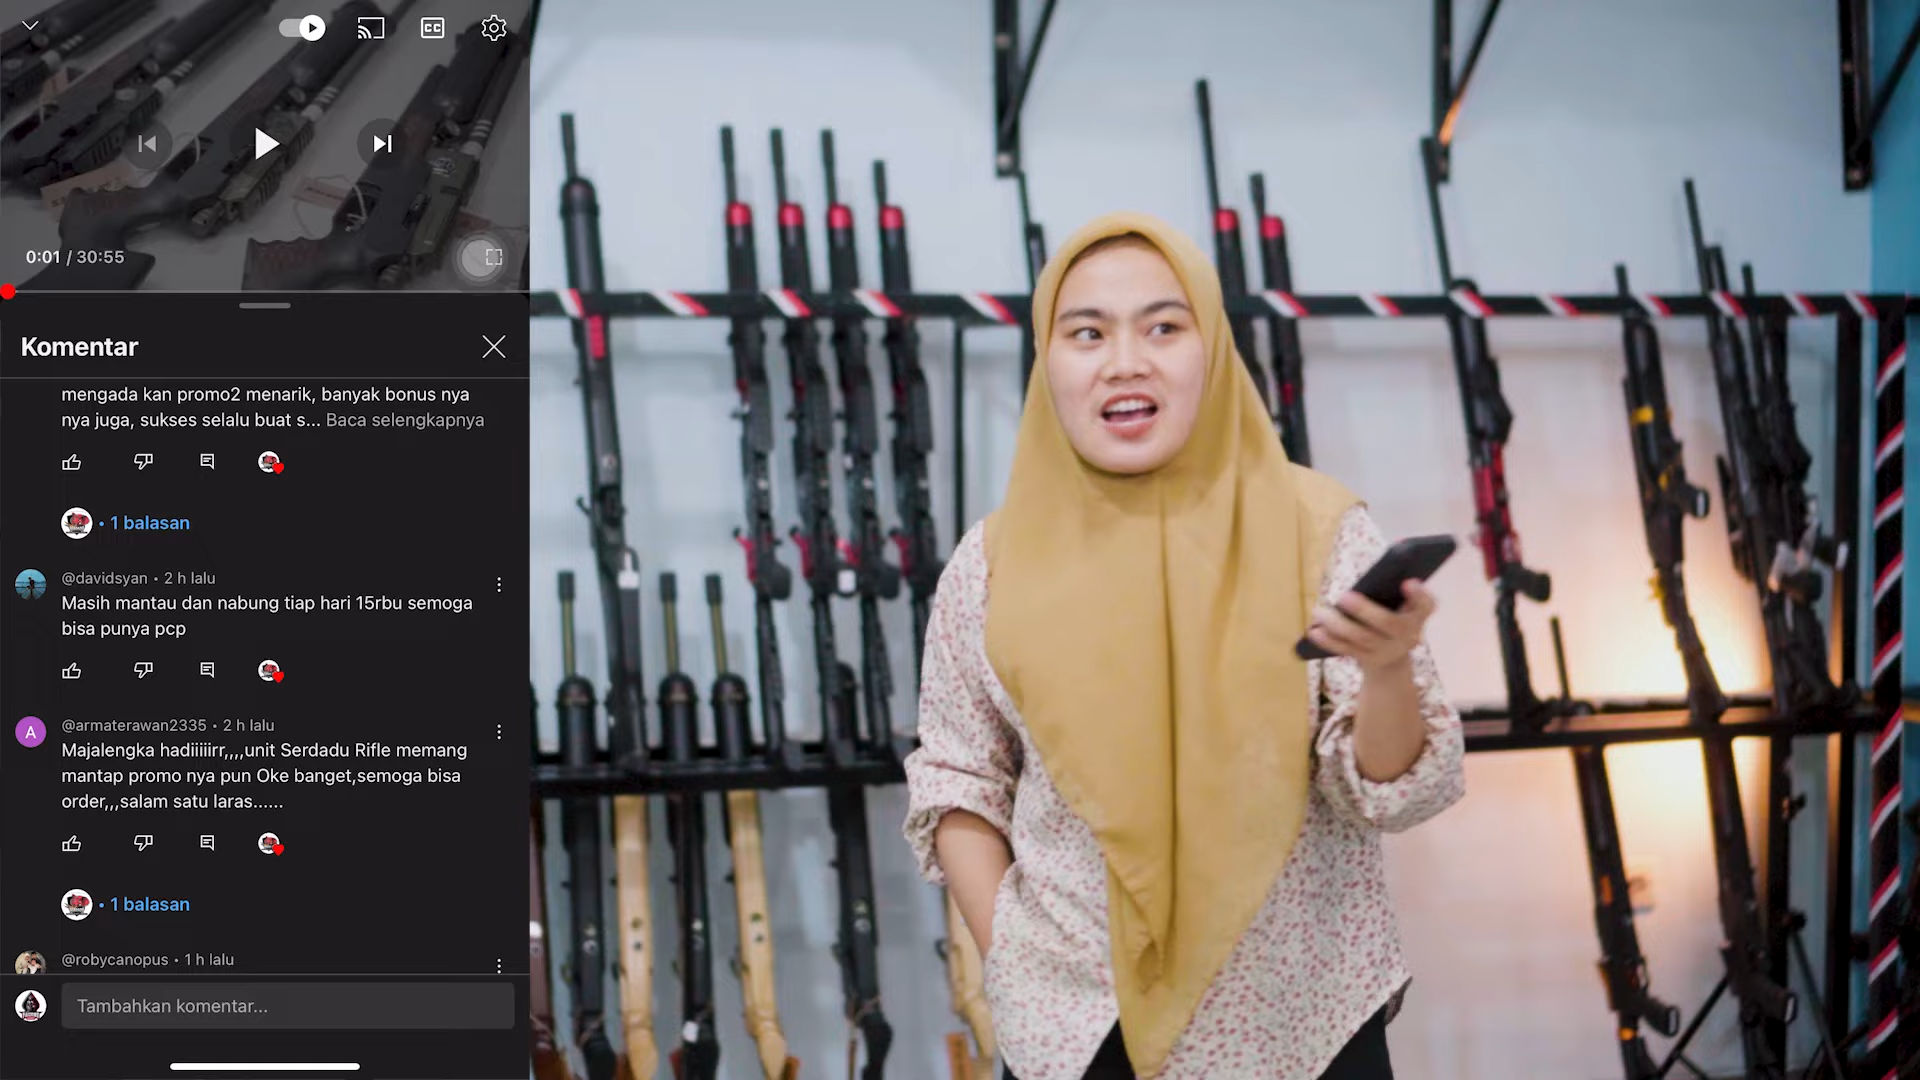 0:01 / 30:55
Komentar
mengada kan promo2 menarik, banyak bonus nya
nya juga, sukses selalu buat s... Baca selengkapnya
• 1 balasan
@davidsyan • 2 h lalu
Masih mantau dan nabung tiap hari 15rbu semoga
bisa punya pcp
A
@armaterawan2335 • 2 h lalu
Majalengka hadiiiiirr,,,,unit Serdadu Rifle memang
mantap promo nya pun Oke banget,semoga bisa
order,,,salam satu laras......
• 1 balasan
@robycanopus • 1 h lalu
Tambahkan komentar...
CC